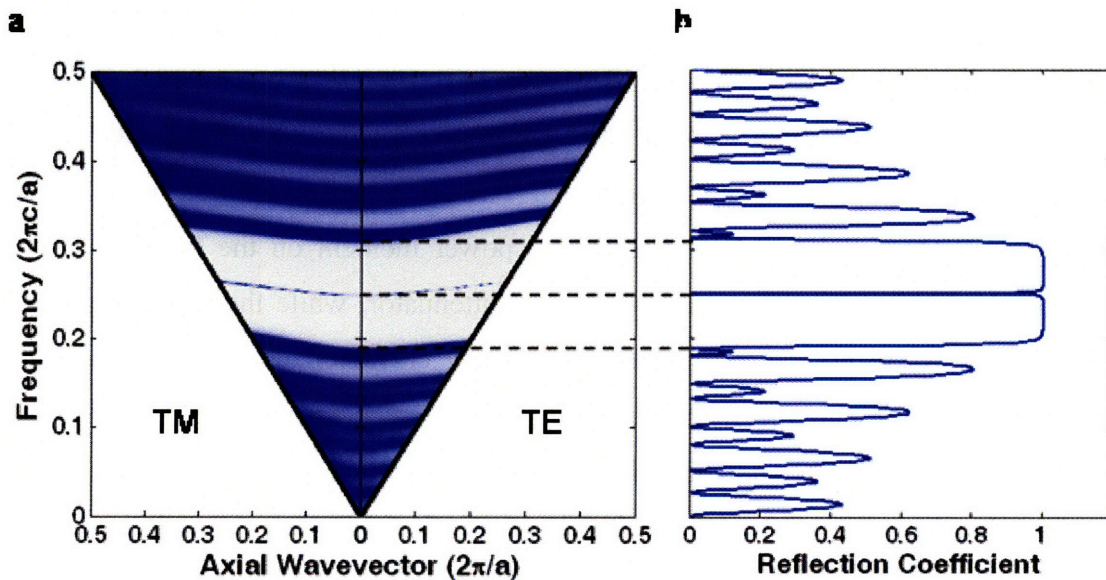 a
b
0.5
0.4
0.3
0.2
0.1
0
Frequency (2πc/a)
TM
TE
0.5 0.4 0.3 0.2 0.1 0 0.1 0.2 0.3 0.4 0.5
Axial Wavevector (2π/a)
0 0.2 0.4 0.6 0.8 1
Reflection Coefficient